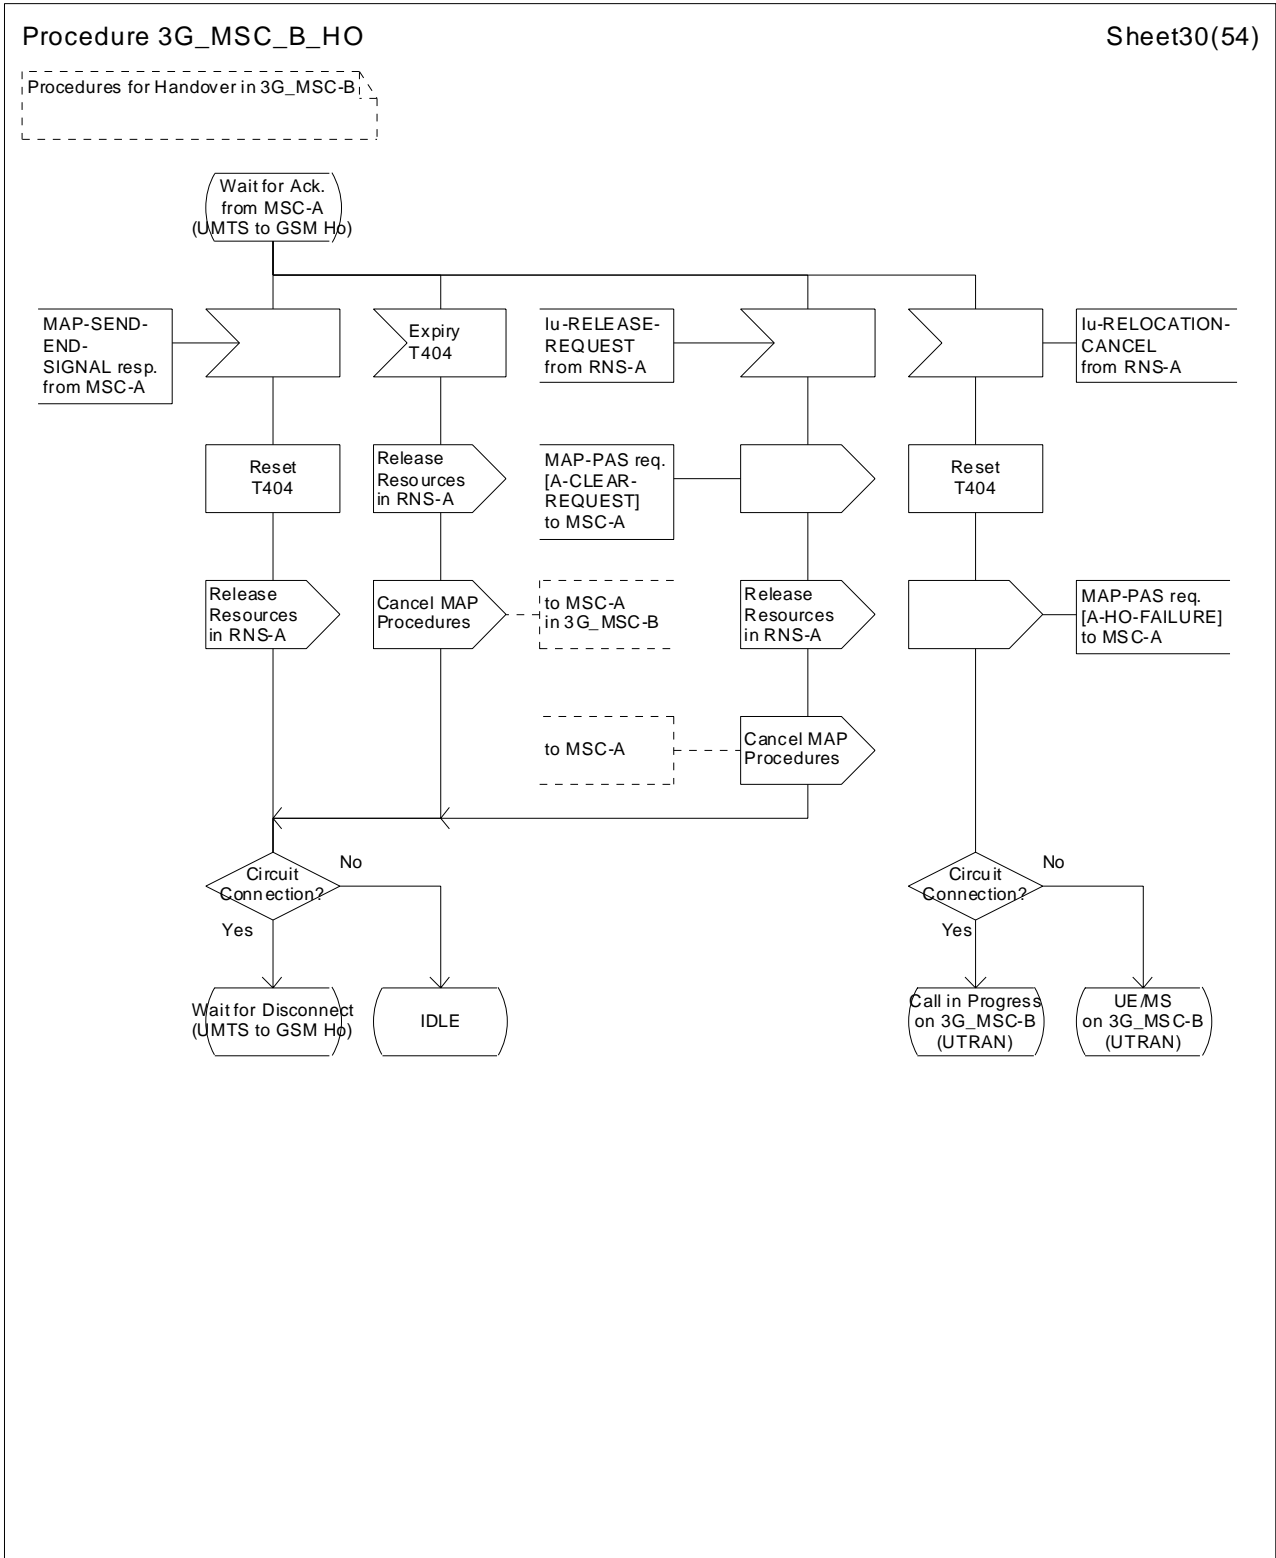 Procedure 3G_MSC_B_HO
Sheet30(54)
Procedures for Handover in 3G_MSC-B
Wait for Ack.
from MSC-A
(UMTS to GSM Ho)
MAP-SEND-
END-
SIGNAL resp.
from MSC-A
Expiry
T404
Iu-RELEASE-
REQUEST
from RNS-A
Iu-RELOCATION-
CANCEL
from RNS-A
Reset
T404
Release
Resources
in RNS-A
MAP-PAS req.
[A-CLEAR-
REQUEST]
to MSC-A
Reset
T404
Release
Resources
in RNS-A
Cancel MAP
Procedures
to MSC-A
in 3G_MSC-B
Release
Resources
in RNS-A
MAP-PAS req.
[A-HO-FAILURE]
to MSC-A
to MSC-A
Cancel MAP
Procedures
Circuit
Connection?
No
Yes
Circuit
Connection?
No
Yes
Wait for Disconnect
(UMTS to GSM Ho)
IDLE
Call in Progress
on 3G_MSC-B
(UTRAN)
UE/MS
on 3G_MSC-B
(UTRAN)